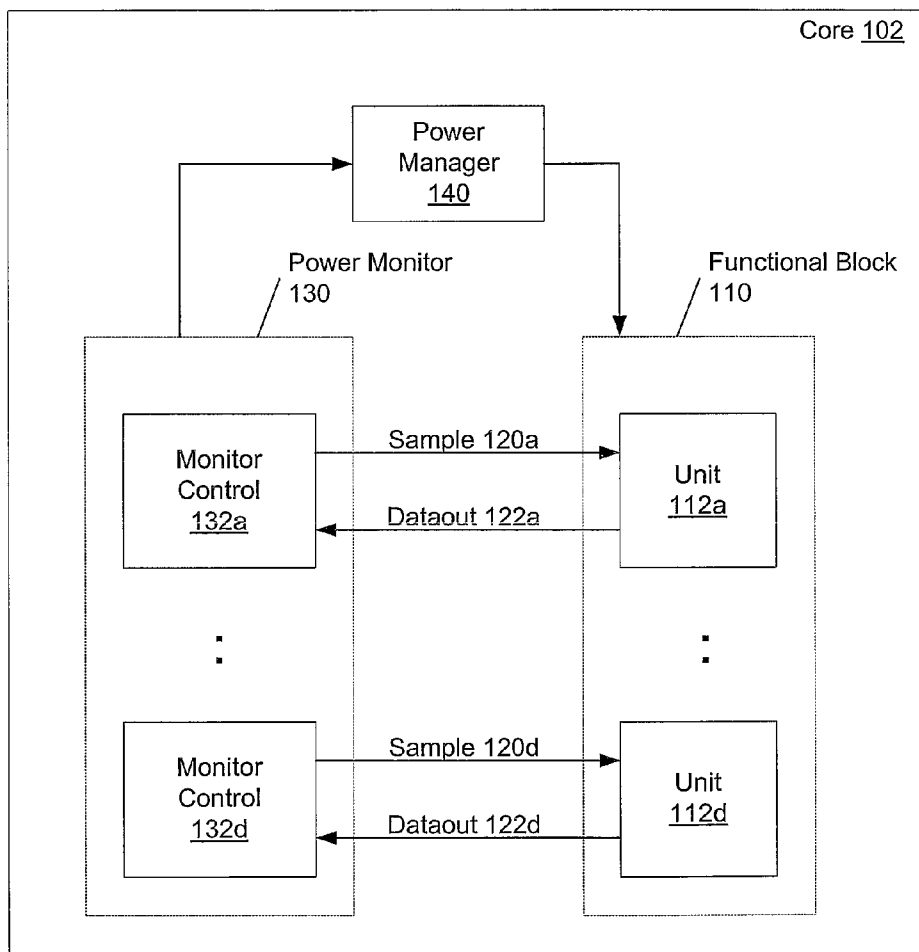 Core 102
Power
Manager
140
Power Monitor
130
Functional Block
110
Monitor
Control
132a
Sample 120a
Dataout 122a
Unit
112a
:
:
Monitor
Control
132d
Sample 120d
Dataout 122d
Unit
112d